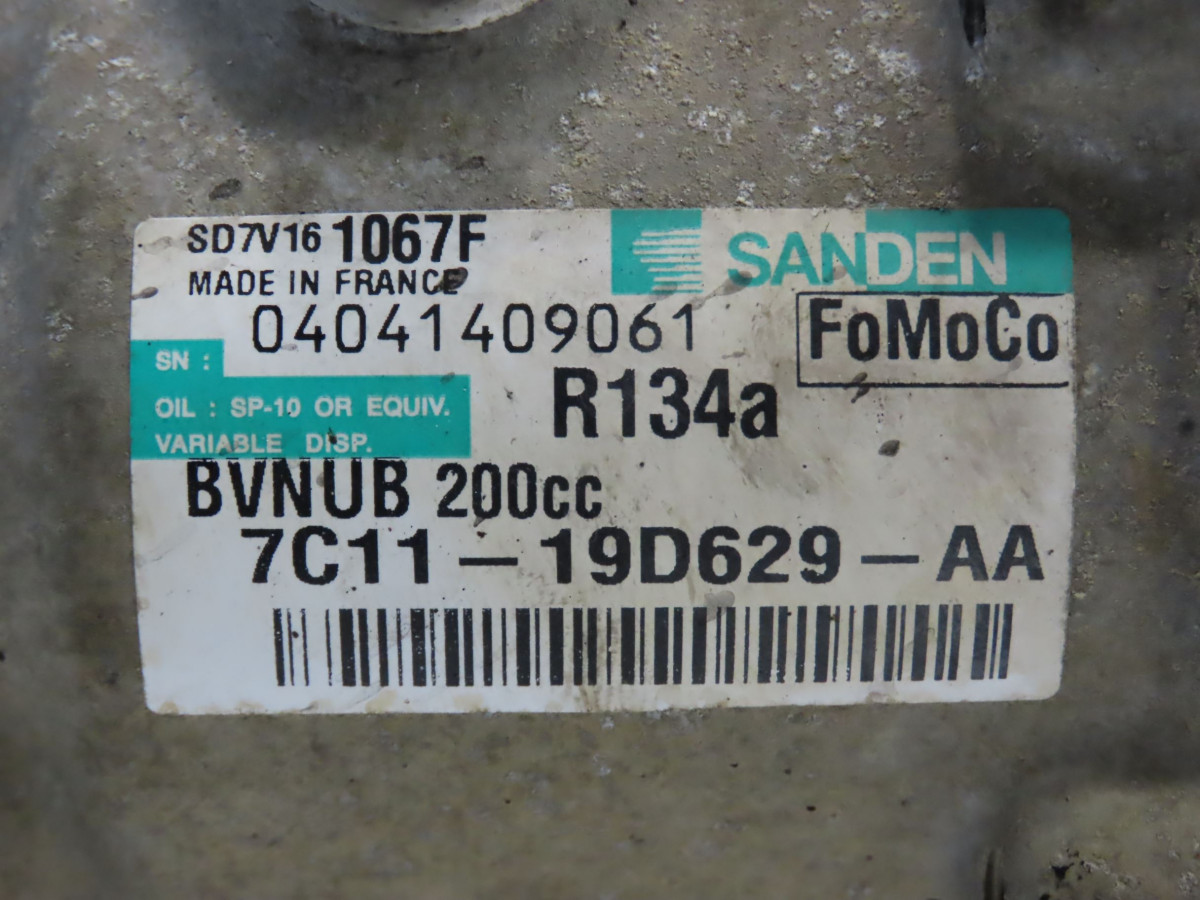 SD7V16 1067F
SANDEN
MADE IN FRANCE
04041409061
FoMoCo
SN :
R134a
OIL : SP-10 OR EQUIV.
VARIABLE DISP.
BVNUB 200cc
7C11-19D629-AA